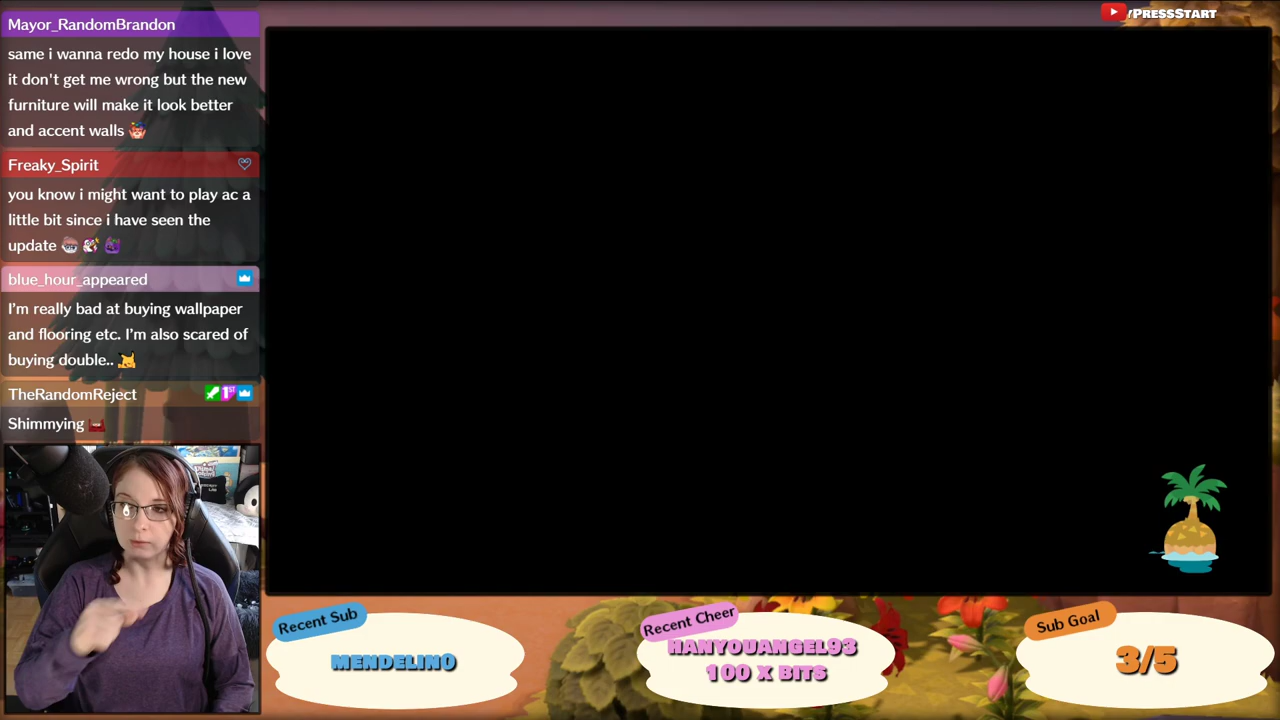 /PressStart
Mayor_RandomBrandon
same i wanna redo my house i love
it don't get me wrong but the new
furniture will make it look better
and accent walls
Freaky_Spirit
you know i might want to play ac a
little bit since i have seen the
update
blue_hour_appeared
I'm really bad at buying wallpaper
and flooring etc. I'm also scared of
buying double..
TheRandomReject
1ST
Shimmying
Recent Sub
mendelin0
Recent Cheer
hanyouangel93
100 x bits
Sub Goal
3/5